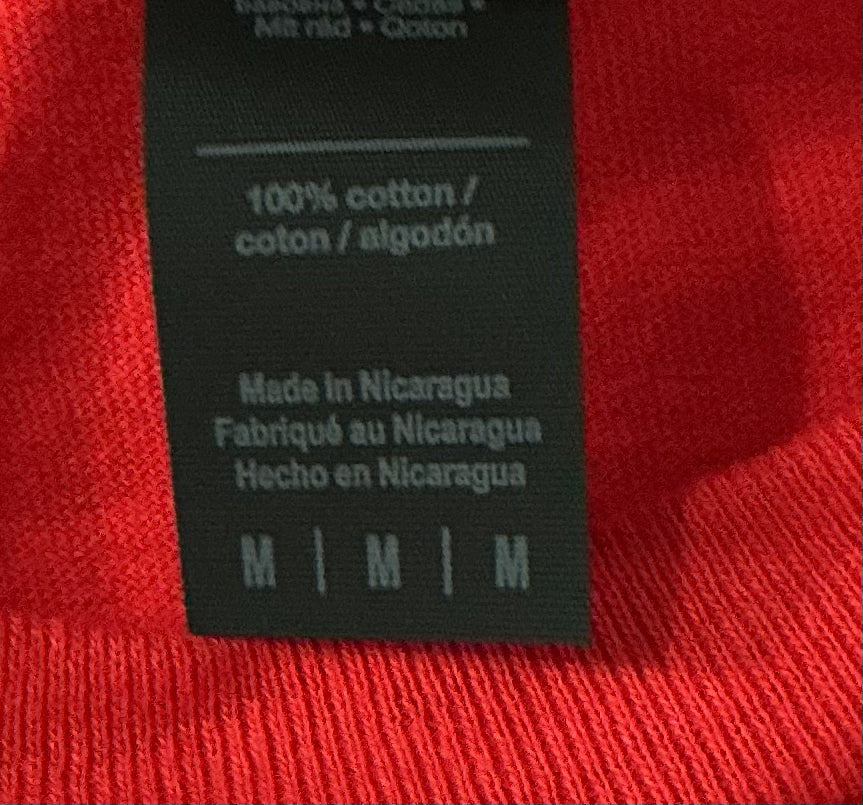 100% cotton /
coton / algodón
Made in Nicaragua
Fabriqué au Nicaragua
Hecho en Nicaragua
M | M | M